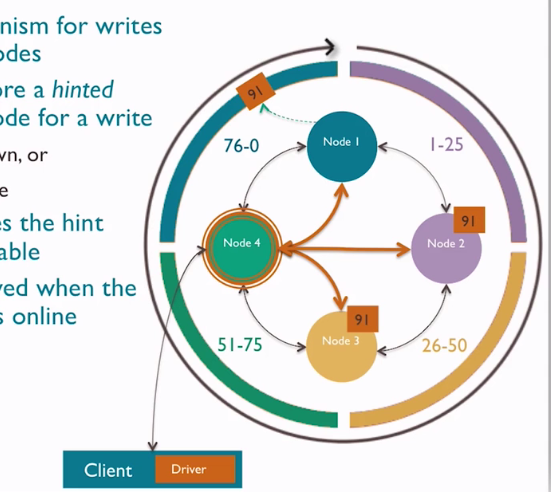 nism for writes
odes
ore a hinted
ode for a write
wn, or
e
es the hint
able
ved when the
s online
91
76-0
Node 1
1-25
91
Node 4
Node 2
91
51-75
Node 3
26-50
Client
Driver